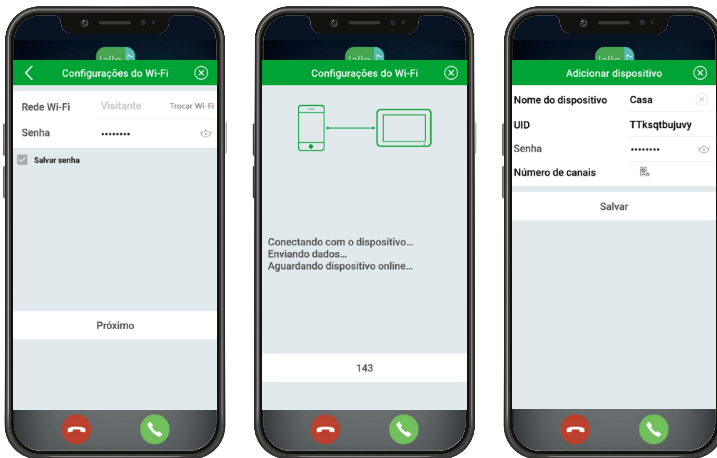 Configurações do Wi-Fi
Rede Wi-Fi Visitante Trocar Wi-Fi
Senha ••••••••
Salvar senha
Próximo
Configurações do Wi-Fi
Conectando com o dispositivo...
Enviando dados...
Aguardando dispositivo online...
143
Adicionar dispositivo
Nome do dispositivo Casa
UID TTksqtbujuvy
Senha ••••••••
Número de canais
Salvar